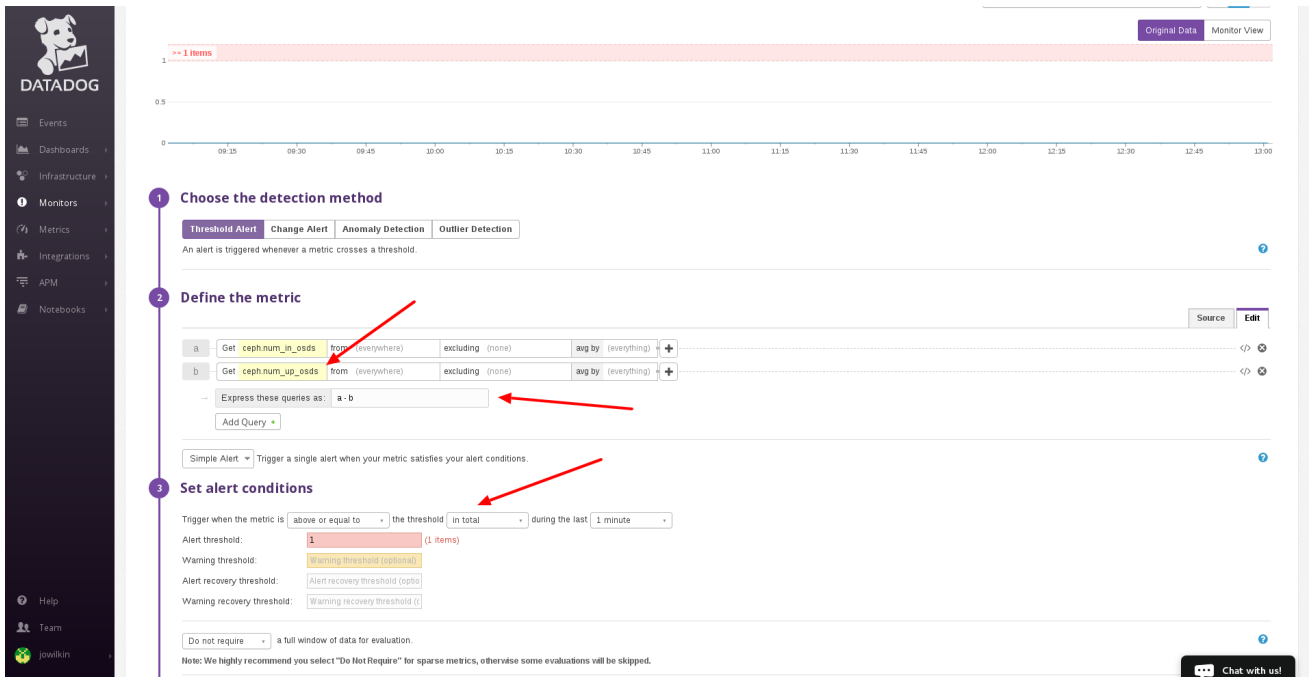 Original Data Monitor View
>= 1 items
1
0.5
0
09:15 09:30 09:45 10:00 10:15 10:30 10:45 11:00 11:15 11:30 11:45 12:00 12:15 12:30 12:45 13:00
DATADOG
Events
Dashboards
Infrastructure
Monitors
Metrics
Integrations
APM
Notebooks
Help
Team
jowilkin
1 Choose the detection method
Threshold Alert Change Alert Anomaly Detection Outlier Detection
An alert is triggered whenever a metric crosses a threshold.
2 Define the metric
Source Edit
a Get ceph.num_in_osds from (everywhere) excluding (none) avg by (everything)
b Get ceph.num_up_osds from (everywhere) excluding (none) avg by (everything)
Express these queries as: a - b
Add Query +
Simple Alert Trigger a single alert when your metric satisfies your alert conditions.
3 Set alert conditions
Trigger when the metric is above or equal to the threshold in total during the last 1 minute
Alert threshold: 1 (1 items)
Warning threshold: Warning threshold (optional)
Alert recovery threshold: Alert recovery threshold (optio
Warning recovery threshold: Warning recovery threshold (
Do not require a full window of data for evaluation.
Note: We highly recommend you select "Do Not Require" for sparse metrics, otherwise some evaluations will be skipped.
Chat with us!